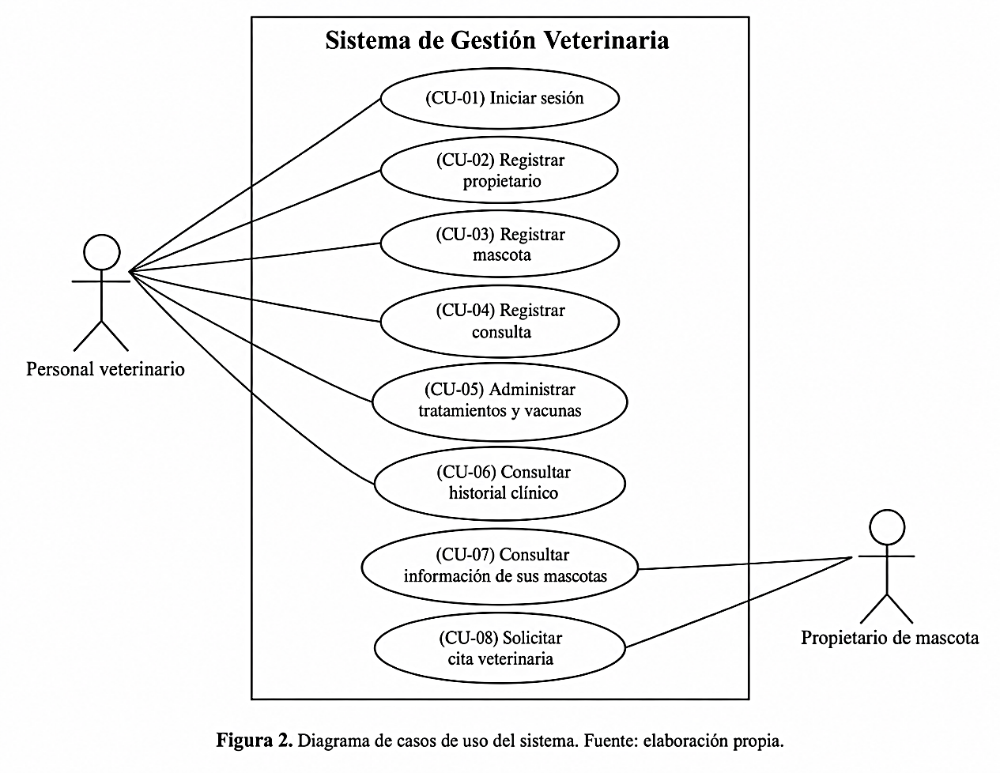 Sistema de Gestión Veterinaria
(CU-01) Iniciar sesión
(CU-02) Registrar
propietario
(CU-03) Registrar
mascota
(CU-04) Registrar
consulta
Personal veterinario
(CU-05) Administrar
tratamientos y vacunas
(CU-06) Consultar
historial clínico
(CU-07) Consultar
información de sus mascotas
(CU-08) Solicitar
cita veterinaria
Propietario de mascota
Figura 2. Diagrama de casos de uso del sistema. Fuente: elaboración propia.